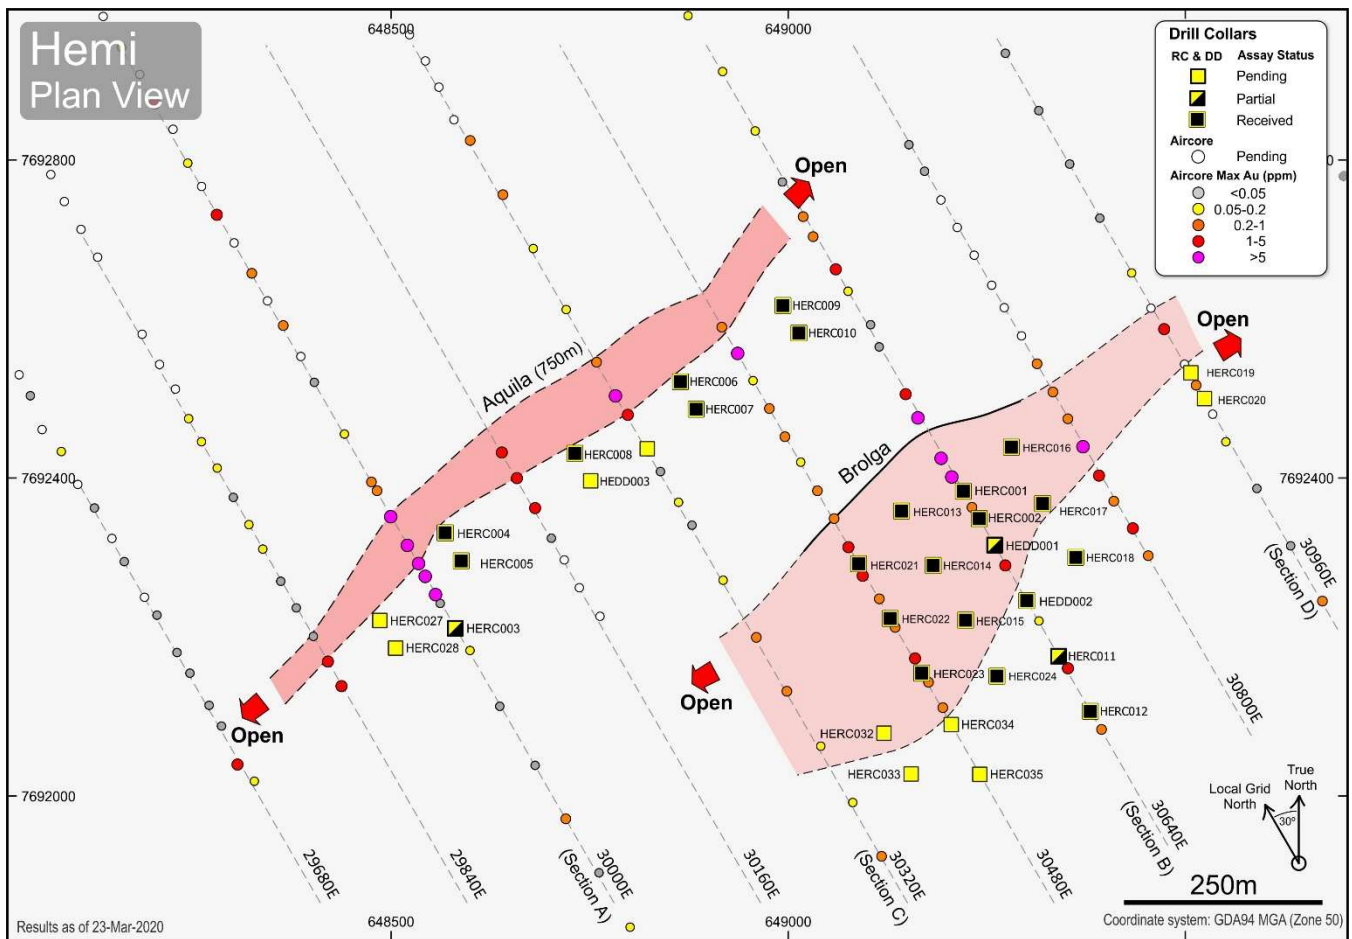 Hemi
Plan View
648500
649000
Drill Collars
RC & DD Assay Status
Pending
Partial
Received
Aircore
Pending
Aircore Max Au (ppm)
<0.05
0.05-0.2
0.2-1
1-5
>5
7692800
Open
HERC009
HERC010
Open
Aquila (750m)
HERC006
HERC007
HERC019
HERC020
HERC008
HEDD003
Brolga
HERC016
7692400
7692400
HERC001
HERC013
HERC002
HERC017
HERC004
HERC005
HEDD001
HERC018
HERC021
HERC014
30960E
(Section D)
HEDD002
HERC027
HERC003
HERC022
HERC015
HERC028
HERC011
HERC023
HERC024
Open
Open
HERC012
30800E
HERC032
HERC034
HERC033
HERC035
7692000
True
North
Local Grid
North
30º
29680E
29840E
30000E
(Section A)
30160E
30320E
(Section C)
30480E
30640E
(Section B)
250m
Results as of 23-Mar-2020
648500
649000
Coordinate system: GDA94 MGA (Zone 50)